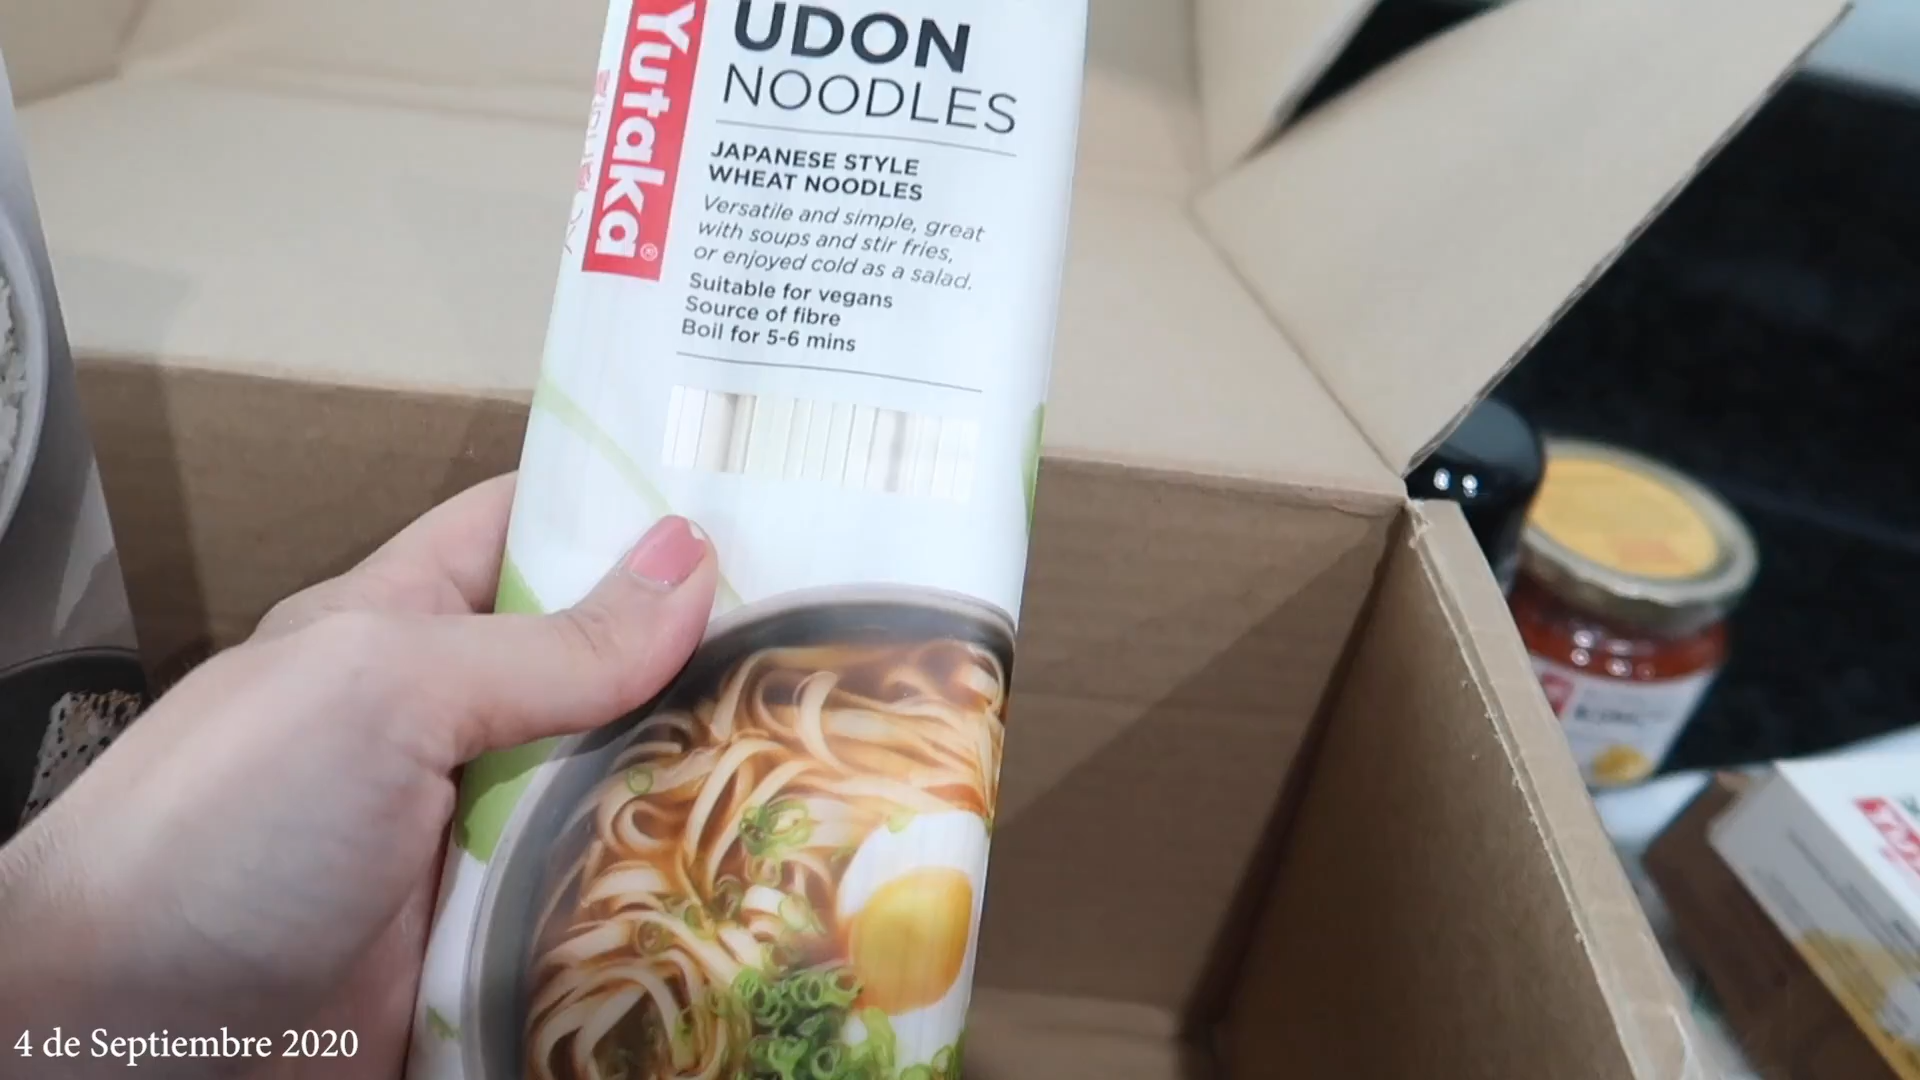 Yutaka®
UDON
NOODLES
JAPANESE STYLE
WHEAT NOODLES
Versatile and simple, great
with soups and stir fries,
or enjoyed cold as a salad.
Suitable for vegans
Source of fibre
Boil for 5-6 mins
4 de Septiembre 2020